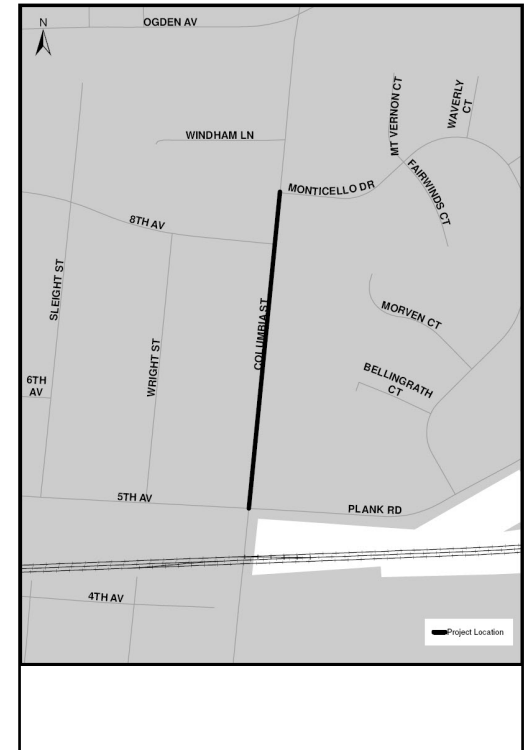 N
OGDEN AV
WAVERLY
CT
MT VERNON CT
WINDHAM LN
MONTICELLO DR
FAIRWINDS CT
8TH AV
SLEIGHT ST
COLUMBIA ST
MORVEN CT
WRIGHT ST
6TH
AV
BELLINGRATH
CT
5TH AV
PLANK RD
4TH AV
Project Location